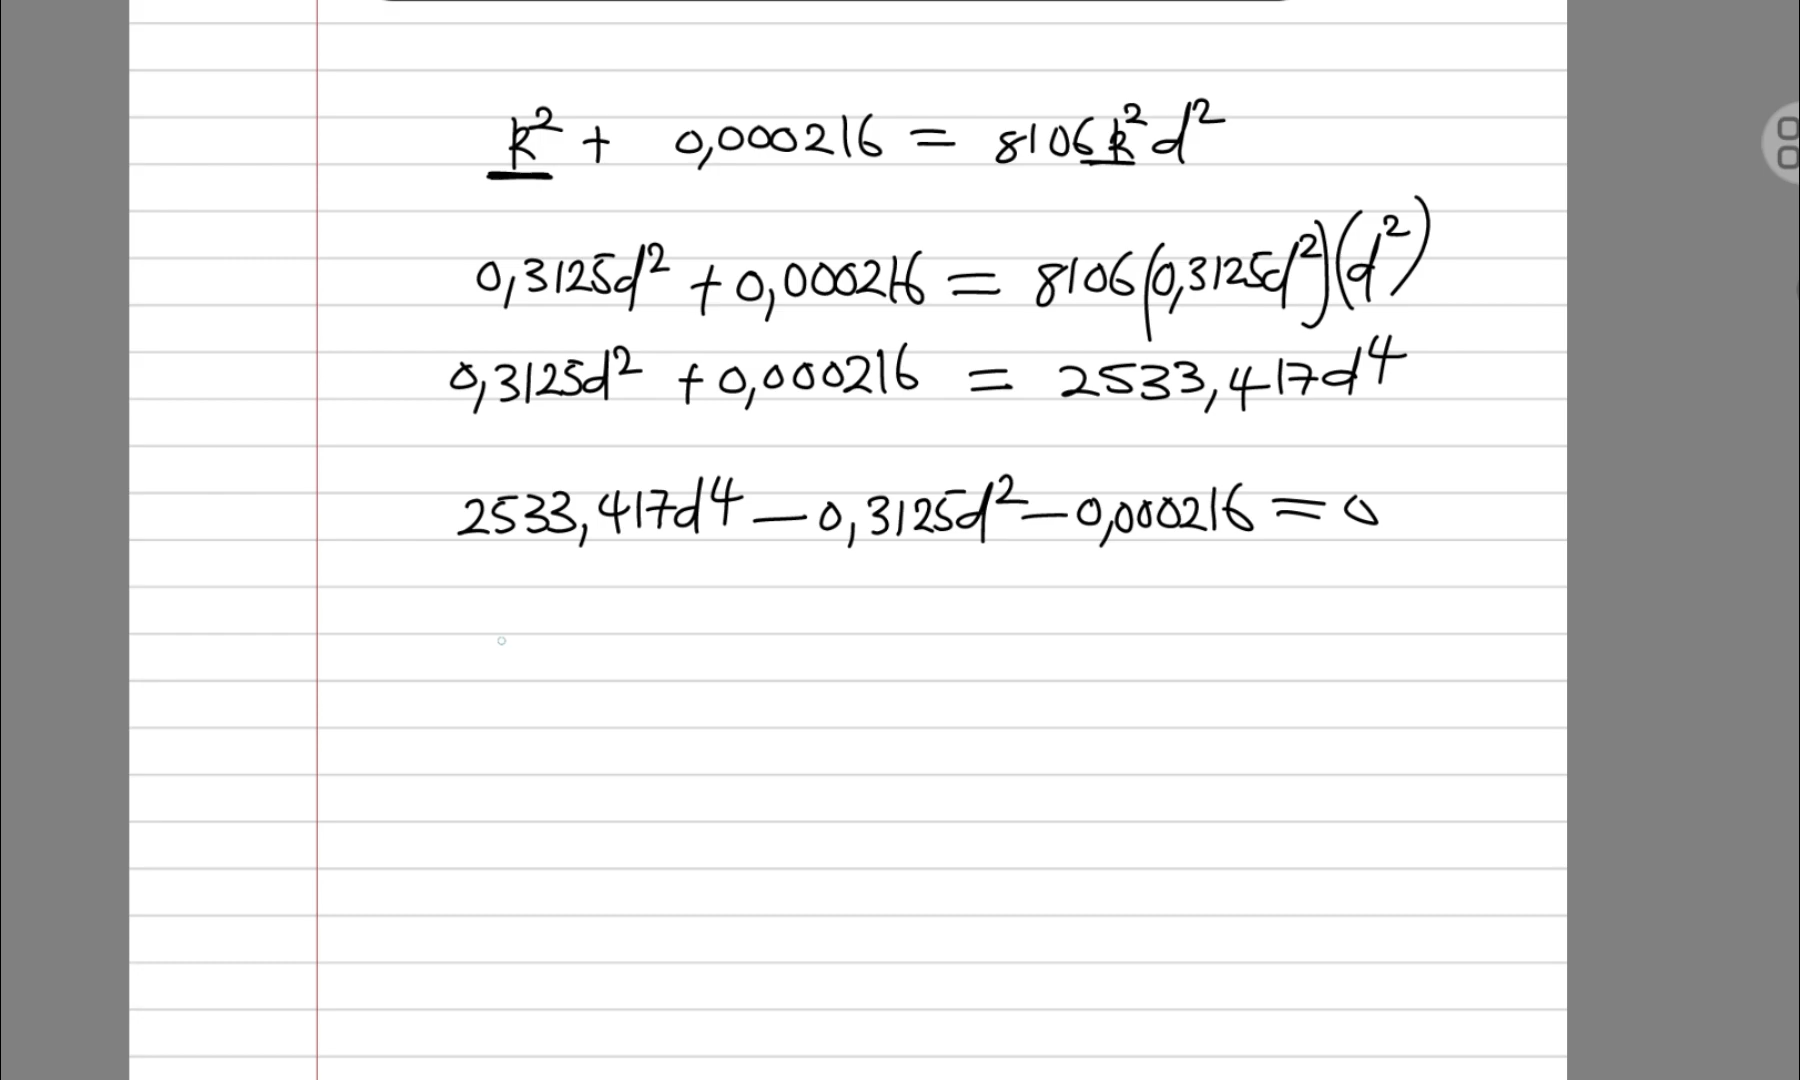 k² + 0,000216 = 8106k²d²
0,3125d² + 0,000216 = 8106(0,3125d²)(d²)
0,3125d² + 0,000216 = 2533,417d⁴
2533,417d⁴ – 0,3125d² – 0,000216 = 0